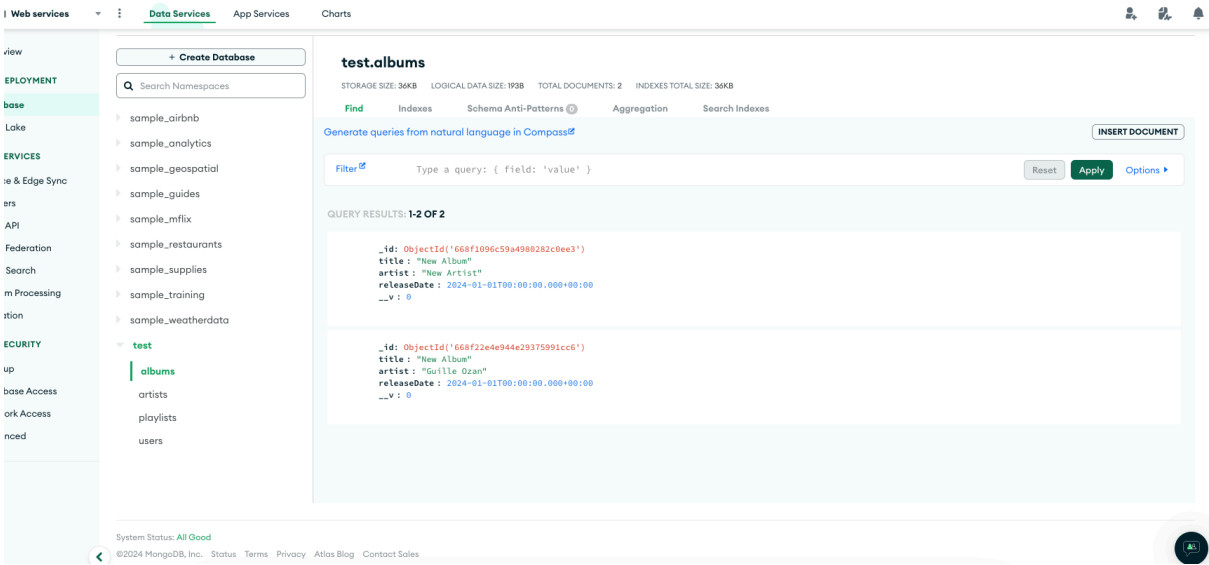 Web services
Data Services
App Services
Charts
view
EPLOYMENT
base
Lake
ERVICES
ce & Edge Sync
ers
API
Federation
Search
m Processing
ation
ECURITY
up
base Access
ork Access
nced
+ Create Database
Search Namespaces
sample_airbnb
sample_analytics
sample_geospatial
sample_guides
sample_mflix
sample_restaurants
sample_supplies
sample_training
sample_weatherdata
test
albums
artists
playlists
users
test.albums
STORAGE SIZE: 36KB LOGICAL DATA SIZE: 193B TOTAL DOCUMENTS: 2 INDEXES TOTAL SIZE: 36KB
Find Indexes Schema Anti-Patterns 0 Aggregation Search Indexes
Generate queries from natural language in Compass
INSERT DOCUMENT
Filter
Type a query: { field: 'value' }
Reset
Apply
Options
QUERY RESULTS: 1-2 OF 2
_id: ObjectId('668f1096c59a4980282c0ee3')
title : "New Album"
artist : "New Artist"
releaseDate : 2024-01-01T00:00:00.000+00:00
__v : 0
_id: ObjectId('668f22e4e944e29375991cc6')
title : "New Album"
artist : "Guille Ozan"
releaseDate : 2024-01-01T00:00:00.000+00:00
__v : 0
System Status: All Good
©2024 MongoDB, Inc. Status Terms Privacy Atlas Blog Contact Sales